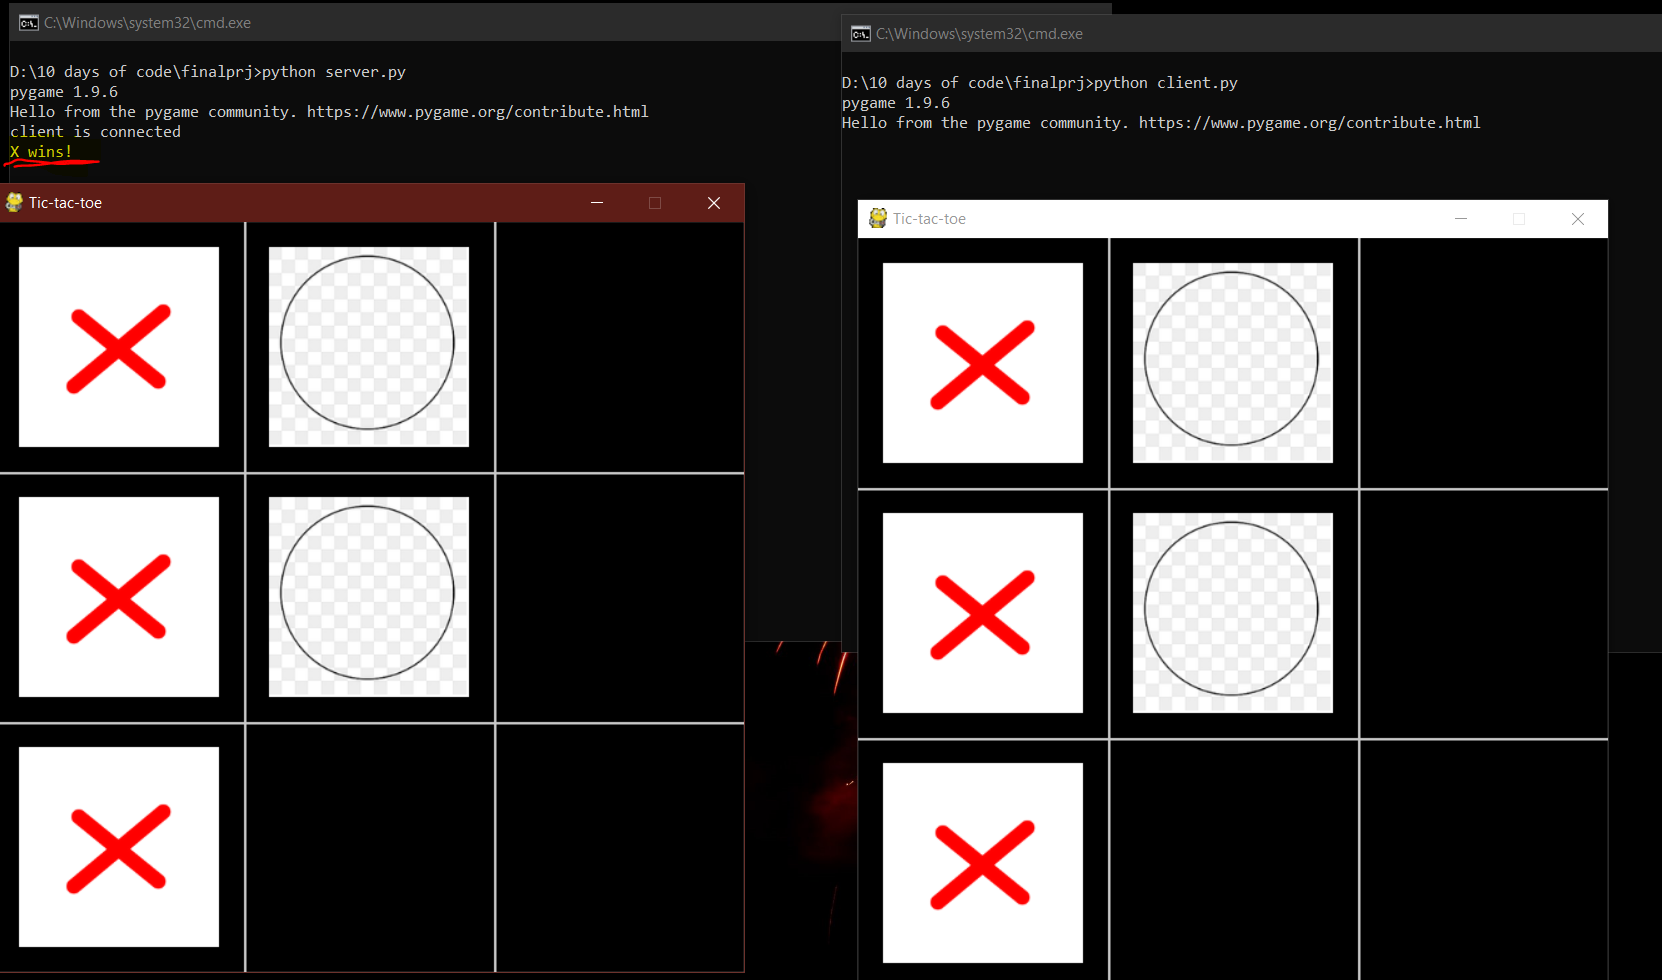 C:\Windows\system32\cmd.exe
D:\10 days of code\finalprj>python server.py
pygame 1.9.6
Hello from the pygame community. https://www.pygame.org/contribute.html
client is connected
X wins!
Tic-tac-toe
C:\Windows\system32\cmd.exe
D:\10 days of code\finalprj>python client.py
pygame 1.9.6
Hello from the pygame community. https://www.pygame.org/contribute.html
Tic-tac-toe